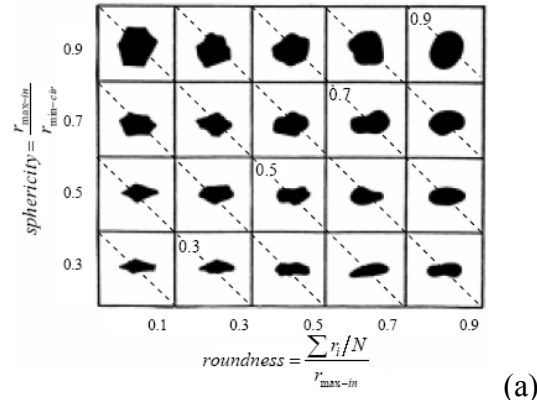 0.9
0.9
0.7
0.7
0.5
0.5
0.3
0.3
sphericity = r_max-in / r_min-cir
0.1 0.3 0.5 0.7 0.9
roundness = ∑ r_i/N / r_max-in
(a)